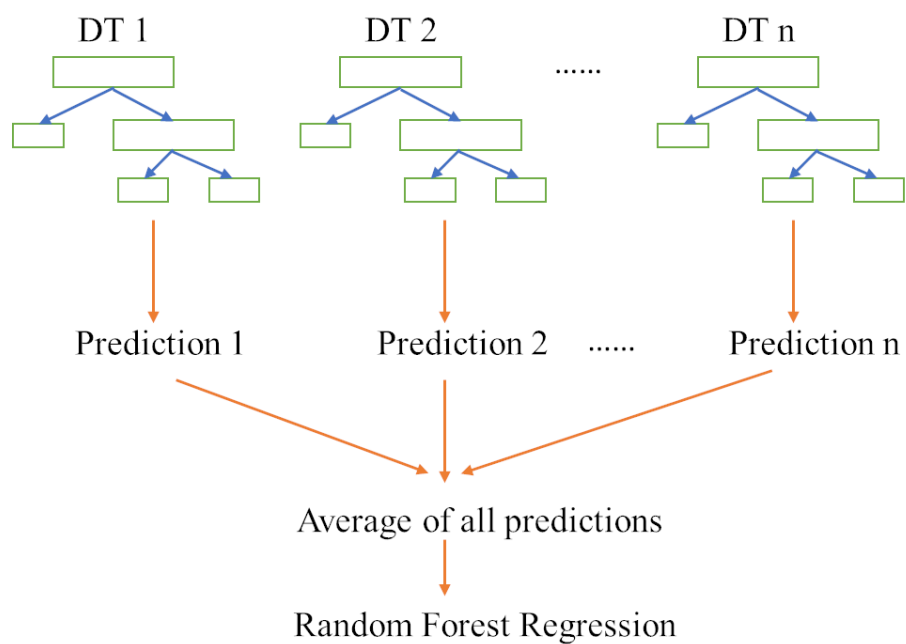 DT 1
DT 2
......
DT n
Prediction 1
Prediction 2
......
Prediction n
Average of all predictions
Random Forest Regression